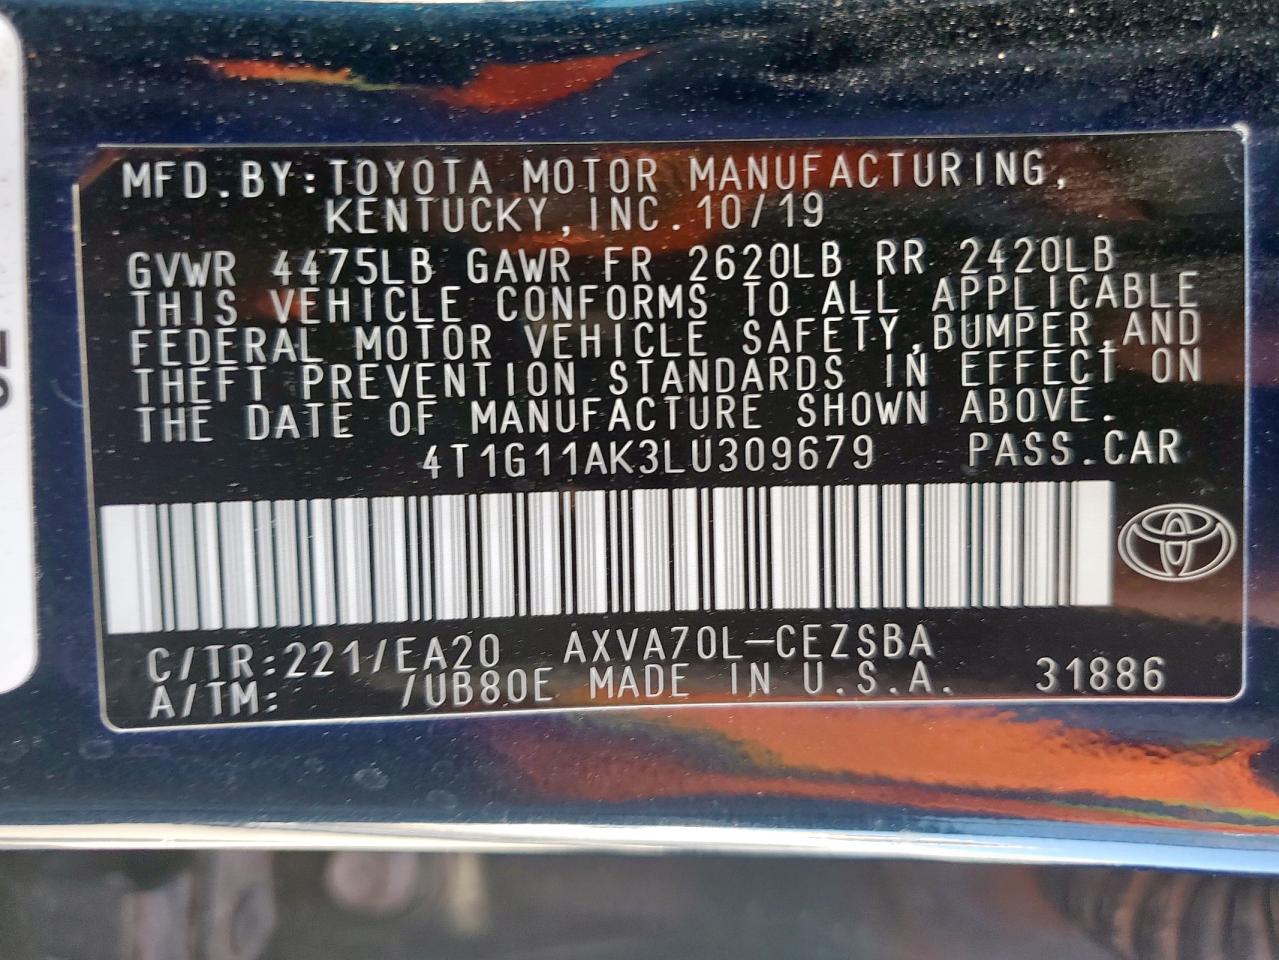 MFD.BY:TOYOTA MOTOR MANUFACTURING,
KENTUCKY,INC.10/19
GVWR 4475LB GAWR FR 2620LB RR 2420LB
THIS VEHICLE CONFORMS TO ALL APPLICABLE
FEDERAL MOTOR VEHICLE SAFETY,BUMPER,AND
THEFT PREVENTION STANDARDS IN EFFECT ON
THE DATE OF MANUFACTURE SHOWN ABOVE.
4T1G11AK3LU309679 PASS.CAR
C/TR:221/EA20 AXVA70L-CEZSBA
A/TM: /UB80E MADE IN U.S.A. 31886